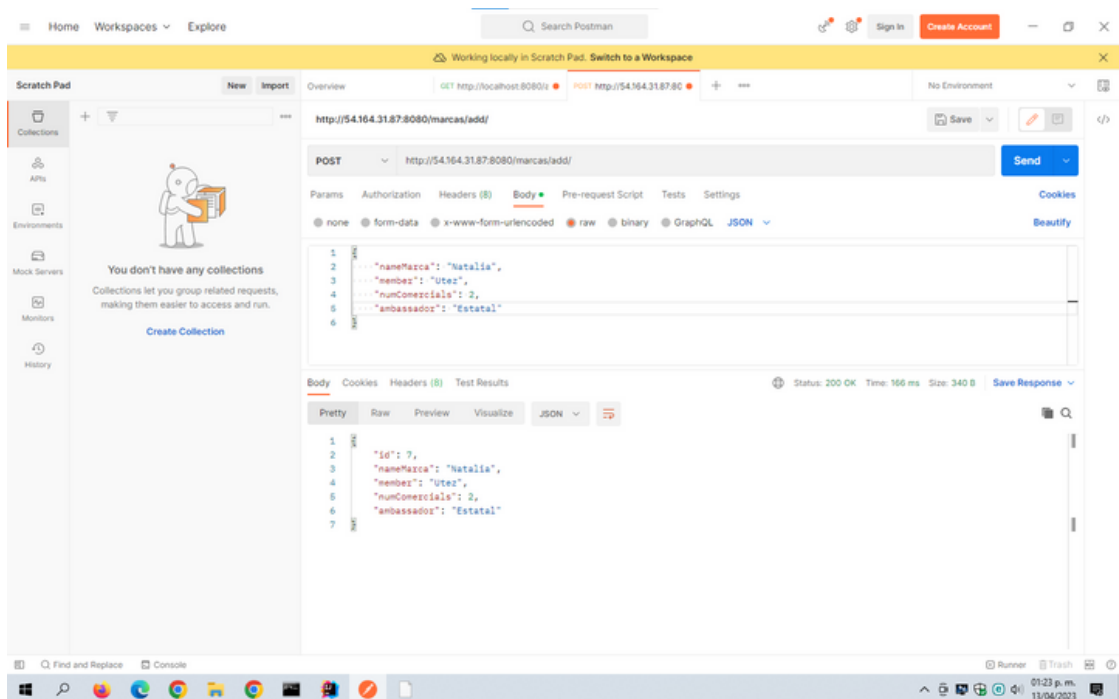 Home Workspaces Explore Search Postman Sign In Create Account
Working locally in Scratch Pad. Switch to a Workspace
Scratch Pad New Import Overview GET http://localhost:8080/ POST http://54.164.31.87:80 No Environment
Collections
APIs
Environments
Mock Servers
Monitors
History
You don't have any collections
Collections let you group related requests,
making them easier to access and run.
Create Collection
http://54.164.31.87:8080/marcas/add/ Save
POST http://54.164.31.87:8080/marcas/add/ Send
Params Authorization Headers (8) Body Pre-request Script Tests Settings Cookies
none form-data x-www-form-urlencoded raw binary GraphQL JSON Beautify
1 {
2 "nameMarca": "Natalia",
3 "member": "Utez",
4 "numComercials": 2,
5 "ambassador": "Estatal"
6 }
Body Cookies Headers (8) Test Results Status: 200 OK Time: 166 ms Size: 340 B Save Response
Pretty Raw Preview Visualize JSON
1 {
2 "id": 7,
3 "nameMarca": "Natalia",
4 "member": "Utez",
5 "numComercials": 2,
6 "ambassador": "Estatal"
7 }
Find and Replace Console Runner Trash
01:23 p. m.
13/04/2023